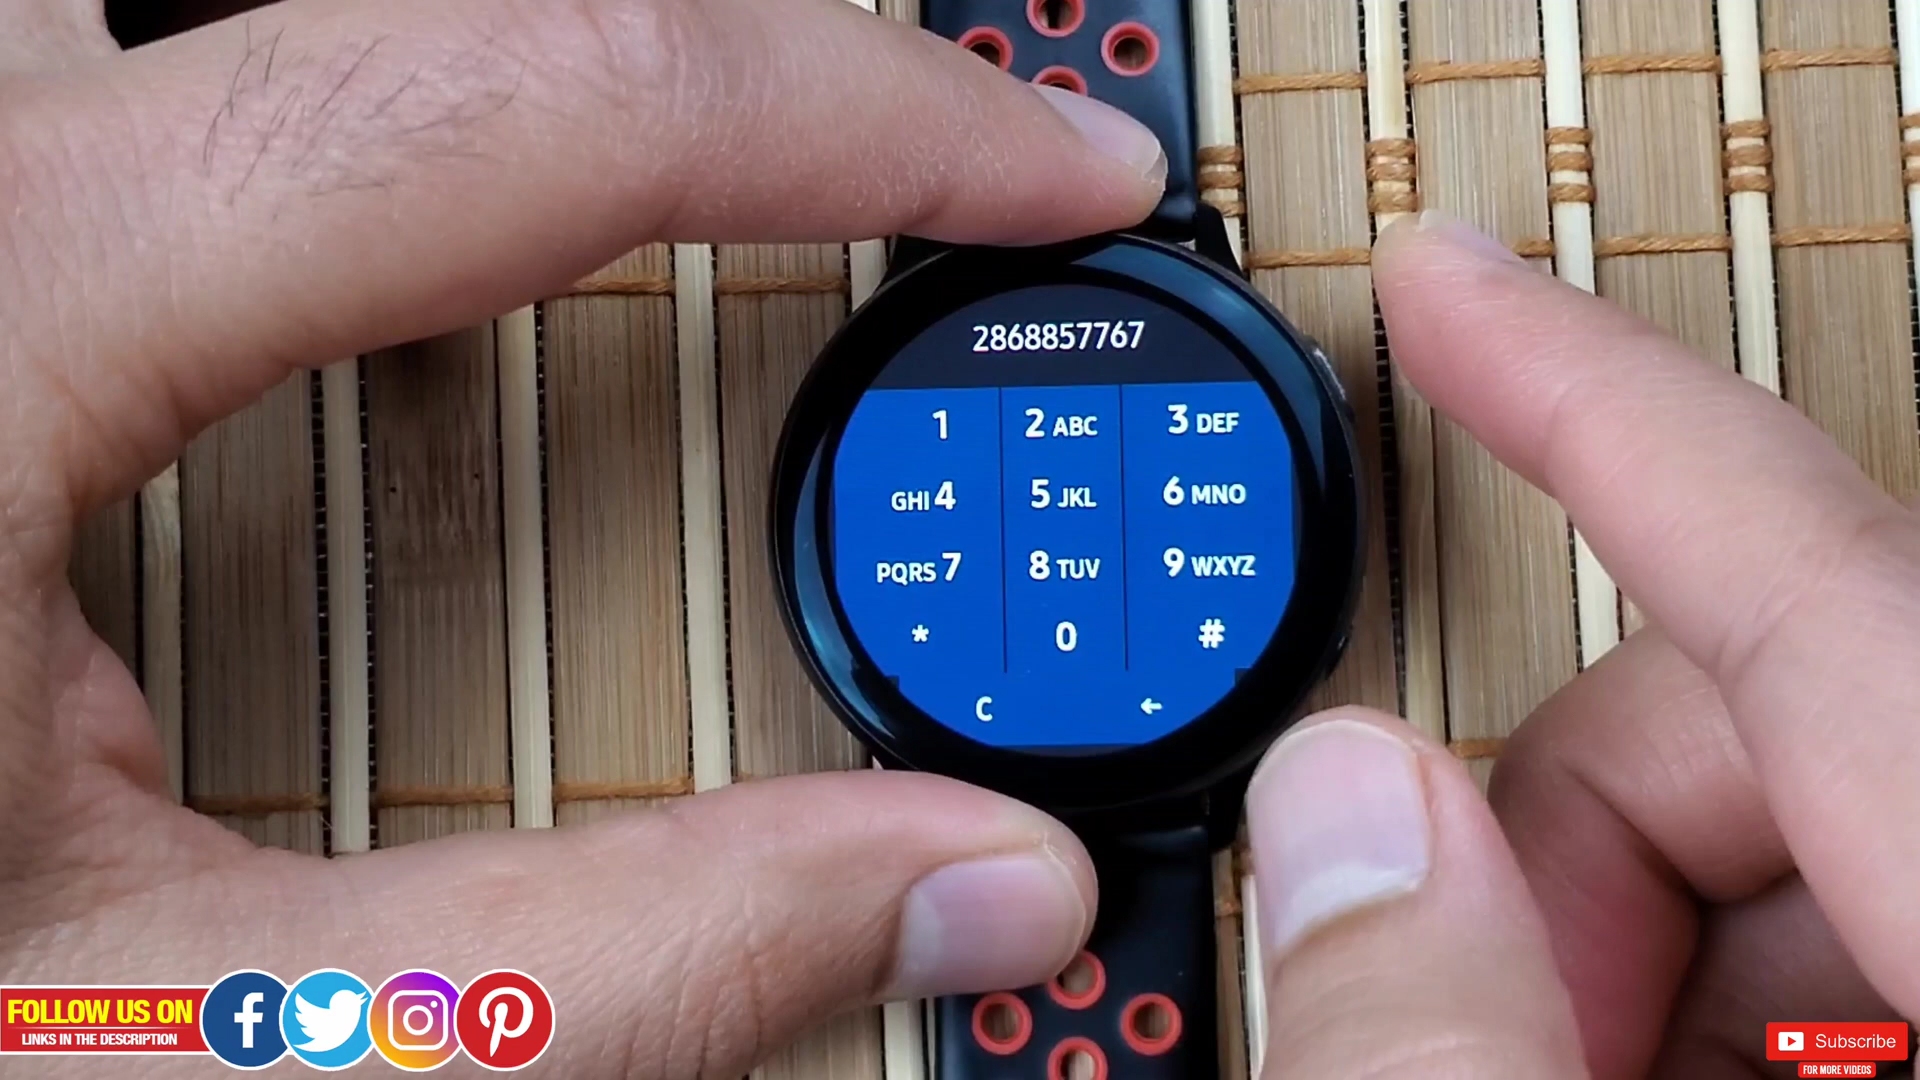 2868857767
1 2 ABC 3 DEF
GHI 4 5 JKL 6 MNO
PQRS 7 8 TUV 9 WXYZ
* 0 #
C ←
FOLLOW US ON
LINKS IN THE DESCRIPTION
Subscribe
FOR MORE VIDEOS